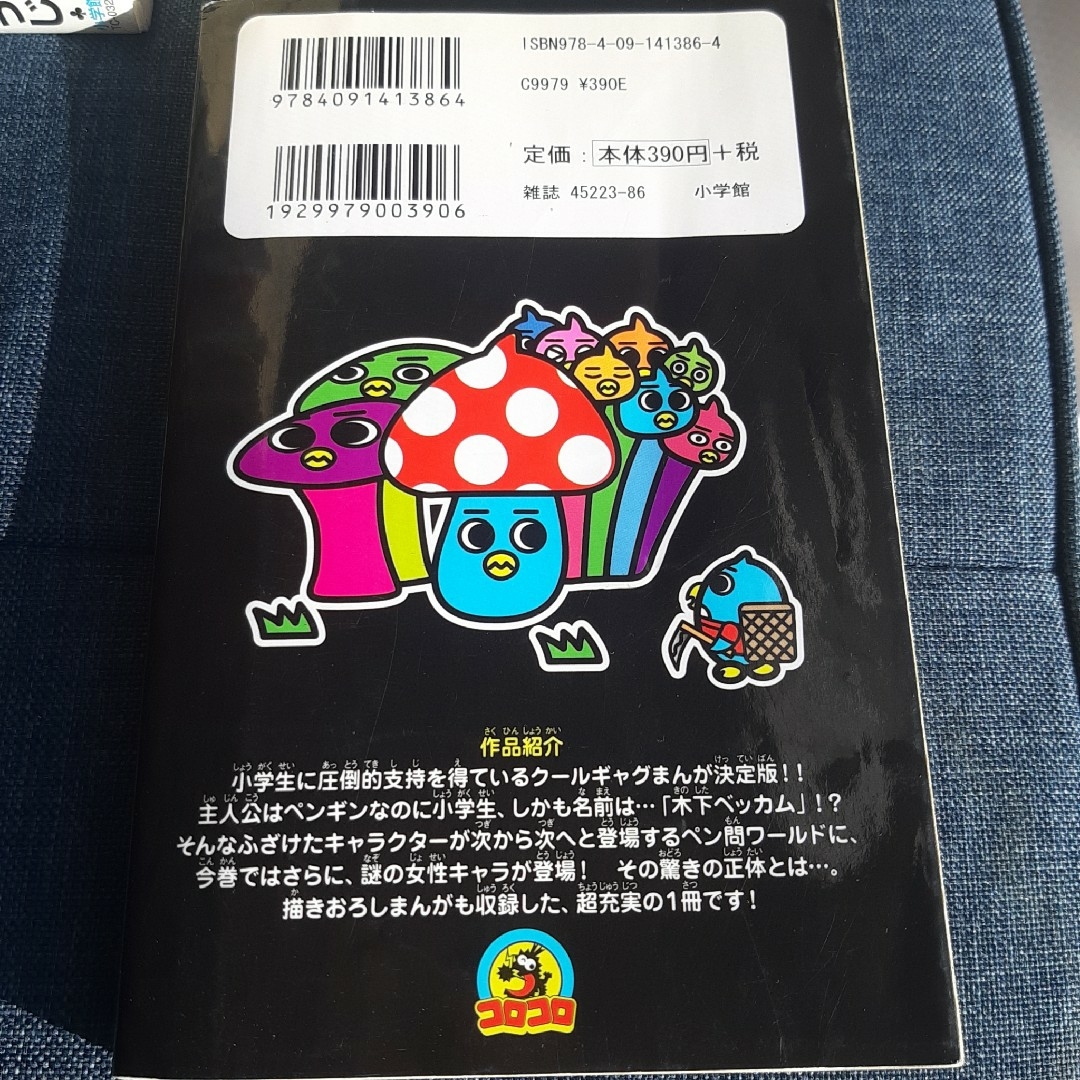 ISBN978-4-09-141386-4
C9979 ¥390E
9784091413864
定価:本体390円+税
雑誌 45223-86 小学館
1929979003906
作品紹介
小学生に圧倒的支持を得ているクールギャグまんが決定版!!
主人公はペンギンなのに小学生、しかも名前は…「木下ベッカム」!?
そんなふざけたキャラクターが次から次へと登場するペン問ワールドに、
今巻ではさらに、謎の女性キャラが登場! その驚きの正体とは…。
描きおろしまんがも収録した、超充実の1冊です!
コロコロ